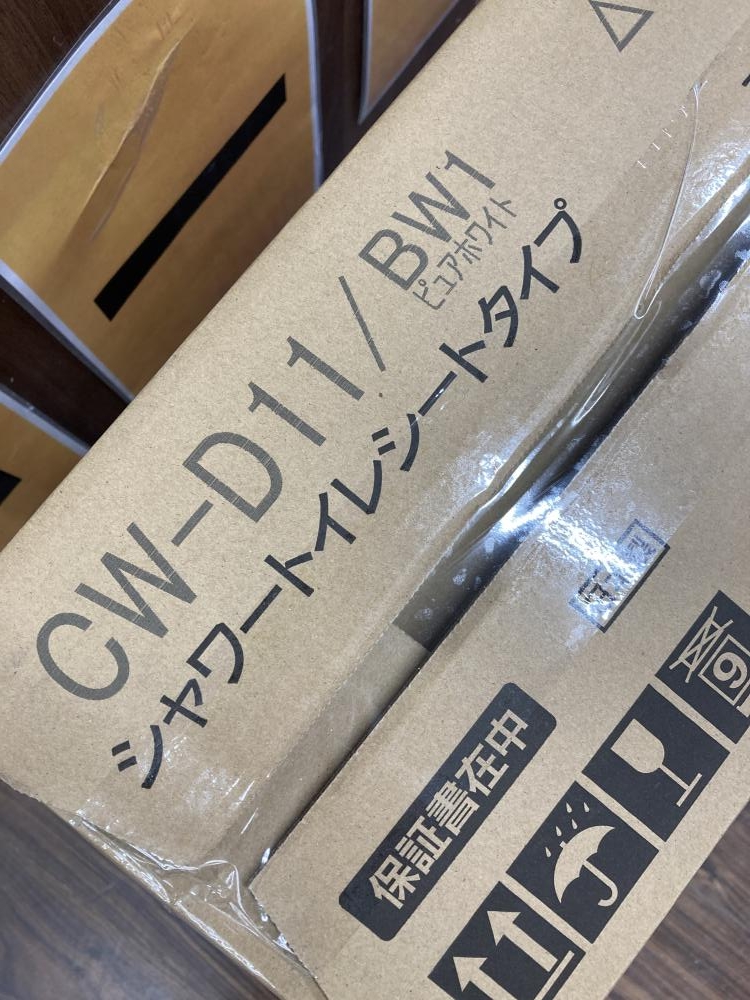 CW-D11/BW1
ピュアホワイト
シャワートイレシートタイプ
保証書在中
9